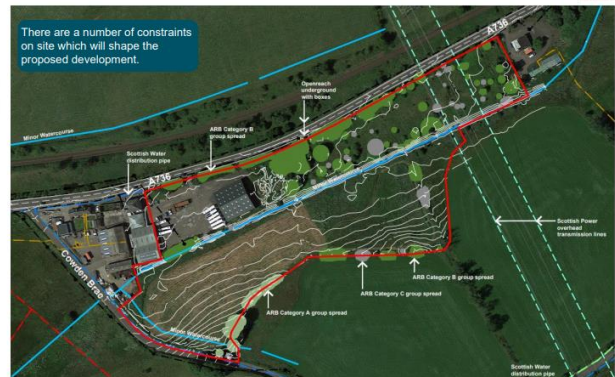 There are a number of constraints
on site which will shape the
proposed development.
A736
Openreach
underground
with boxes
Minor Watercourse
ARB Category B
group spread
Scottish Water
distribution pipe
A736
Scottish Power
overhead
transmission lines
Cowdon Brae
ARB Category B group spread
ARB Category C group spread
ARB Category A group spread
Minor Watercourse
Scottish Water
distribution pipe